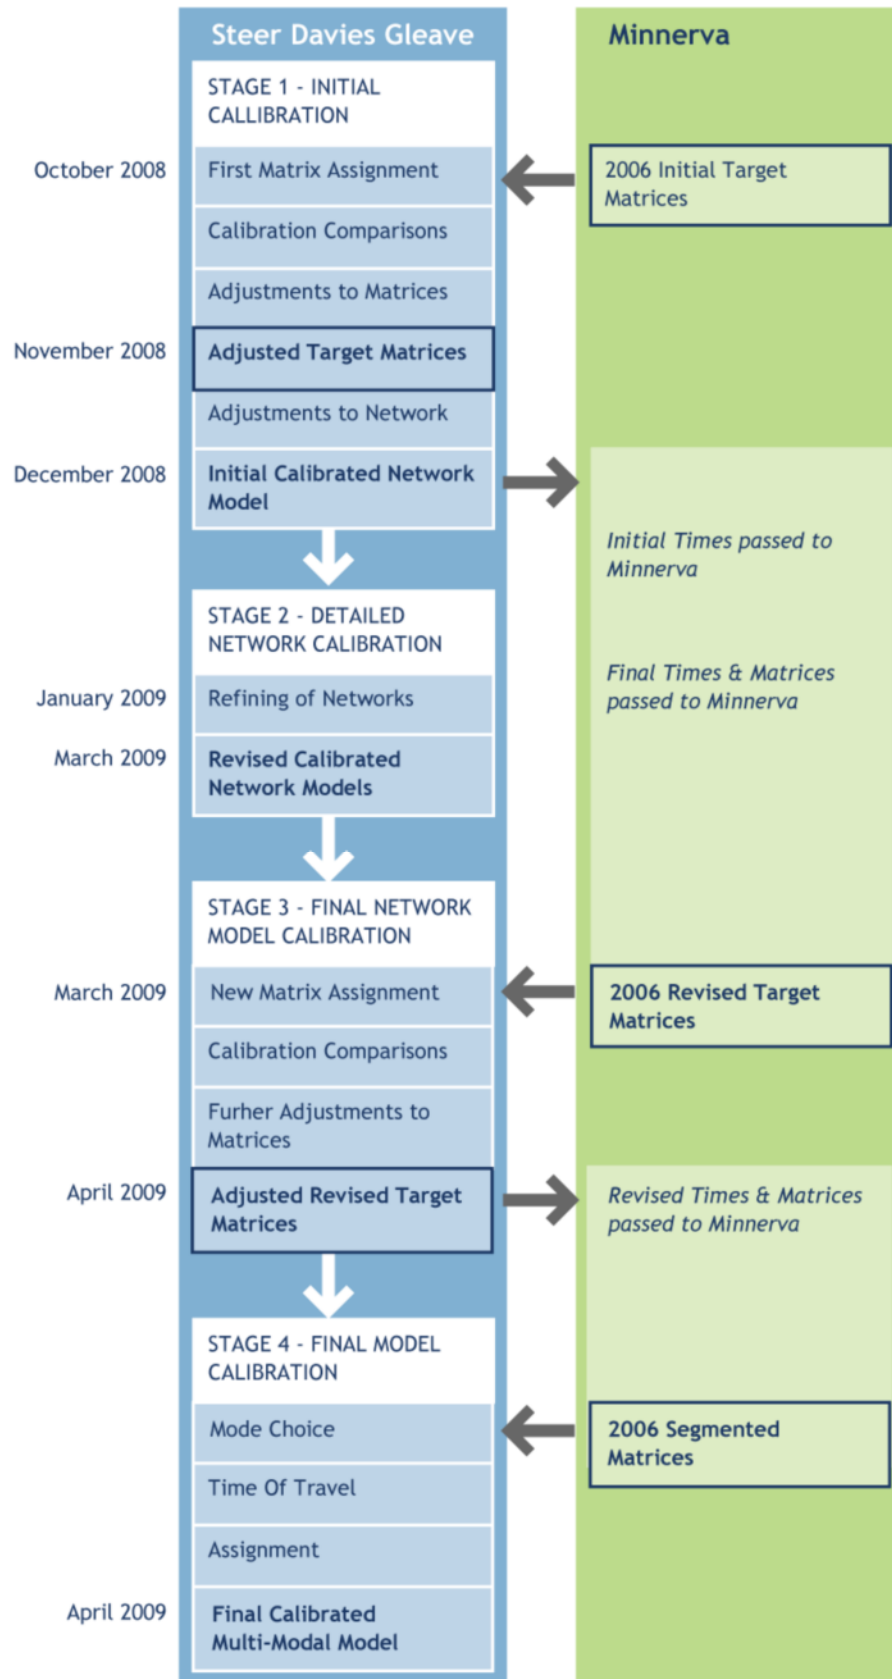 Steer Davies Gleave
Minnerva
STAGE 1 - INITIAL
CALLIBRATION
October 2008
First Matrix Assignment
2006 Initial Target
Matrices
Calibration Comparisons
Adjustments to Matrices
November 2008
Adjusted Target Matrices
Adjustments to Network
December 2008
Initial Calibrated Network
Model
Initial Times passed to
Minnerva
STAGE 2 - DETAILED
NETWORK CALIBRATION
Final Times & Matrices
passed to Minnerva
January 2009
Refining of Networks
March 2009
Revised Calibrated
Network Models
STAGE 3 - FINAL NETWORK
MODEL CALIBRATION
March 2009
New Matrix Assignment
2006 Revised Target
Matrices
Calibration Comparisons
Furher Adjustments to
Matrices
April 2009
Adjusted Revised Target
Matrices
Revised Times & Matrices
passed to Minnerva
STAGE 4 - FINAL MODEL
CALIBRATION
Mode Choice
2006 Segmented
Matrices
Time Of Travel
Assignment
April 2009
Final Calibrated
Multi-Modal Model